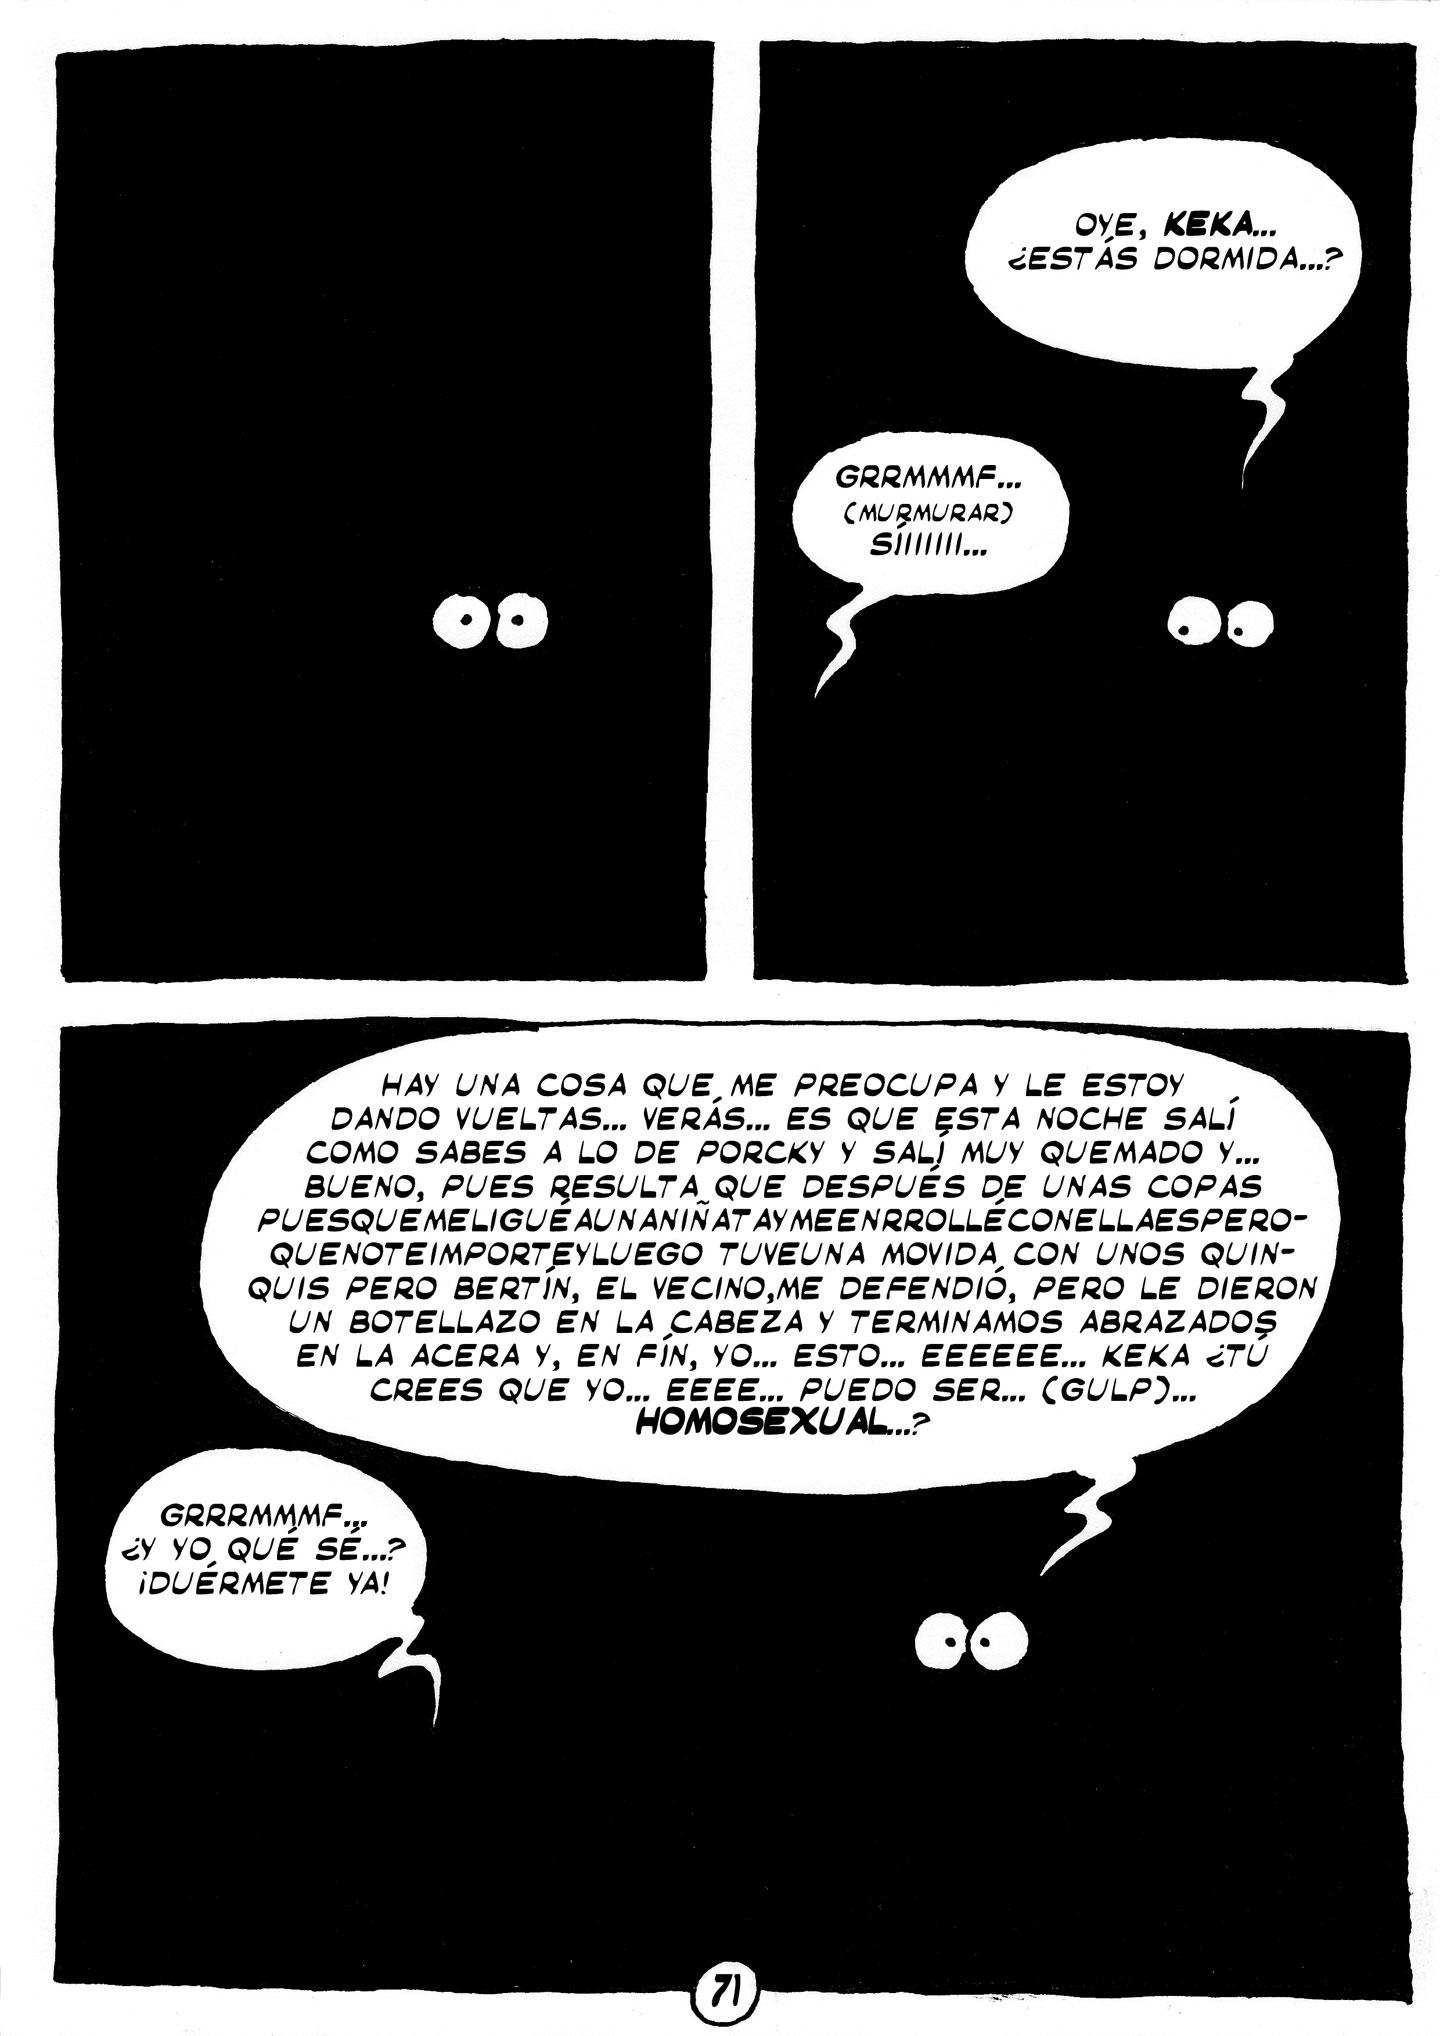 OYE, KEKA...
¿ESTÁS DORMIDA...?
GRRMMMF...
(MURMURAR)
SÍIIIIII...
HAY UNA COSA QUE ME PREOCUPA Y LE ESTOY
DANDO VUELTAS... VERÁS... ES QUE ESTA NOCHE SALÍ
COMO SABES A LO DE PORCKY Y SALÍ MUY QUEMADO Y...
BUENO, PUES RESULTA QUE DESPUÉS DE UNAS COPAS
PUESQUEMELIGUÉAUNANIÑATAYMEENRROLLÉCONELLAESPERO-
QUENOTEIMPORTEYLUEGO TUVEUNA MOVIDA CON UNOS QUIN-
QUIS PERO BERTÍN, EL VECINO,ME DEFENDIÓ, PERO LE DIERON
UN BOTELLAZO EN LA CABEZA Y TERMINAMOS ABRAZADOS
EN LA ACERA Y, EN FÍN, YO... ESTO... EEEEEE... KEKA ¿TÚ
CREES QUE YO... EEEE... PUEDO SER... (GULP)...
HOMOSEXUAL...?
GRRRMMMF...
¿Y YO QUÉ SÉ...?
¡DUÉRMETE YA!
71